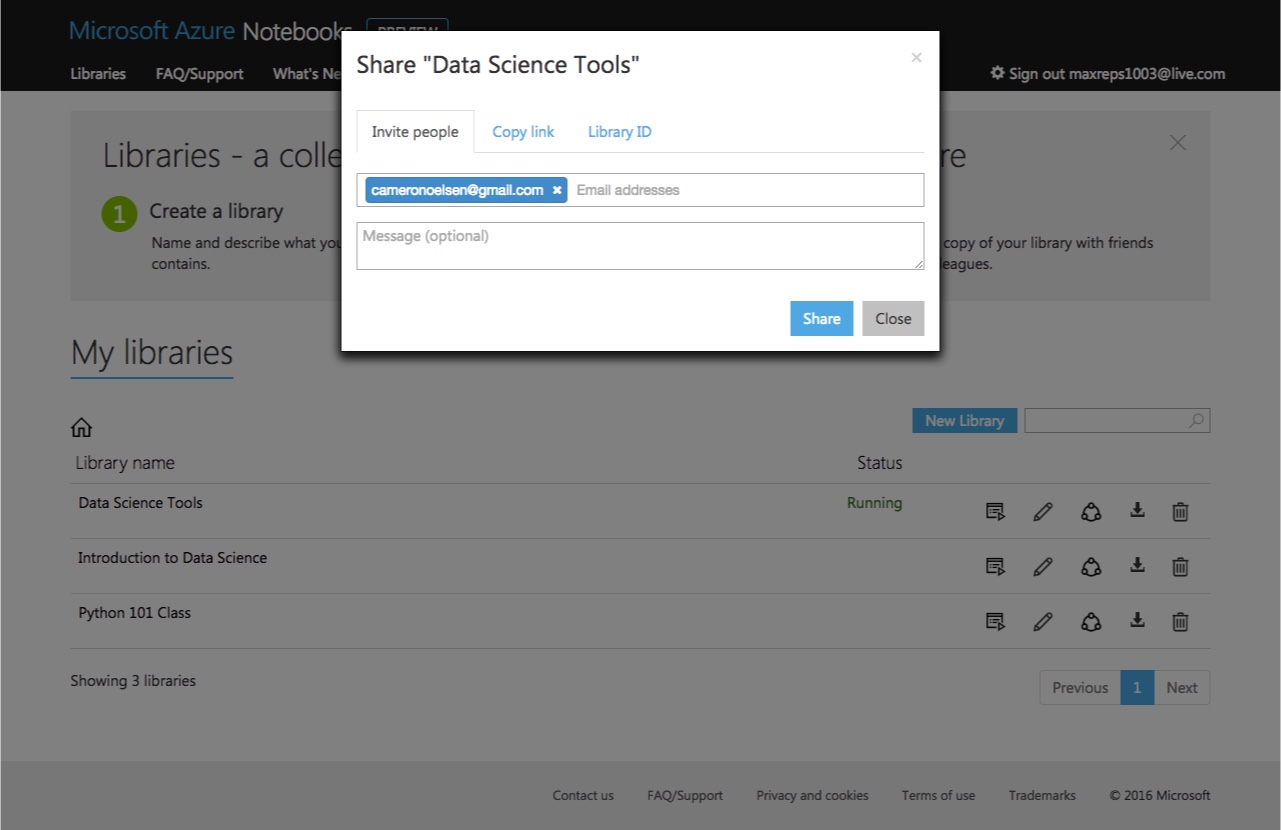 Microsoft Azure Notebooks PREVIEW
Libraries FAQ/Support What's Ne
Sign out maxreps1003@live.com
Share "Data Science Tools"
×
Invite people Copy link Library ID
cameronoelsen@gmail.com × Email addresses
Message (optional)
Share Close
Libraries - a colle
re
1 Create a library
Name and describe what you
contains.
copy of your library with friends
leagues.
My libraries
New Library
Library name Status
Data Science Tools Running
Introduction to Data Science
Python 101 Class
Showing 3 libraries
Previous 1 Next
Contact us FAQ/Support Privacy and cookies Terms of use Trademarks © 2016 Microsoft